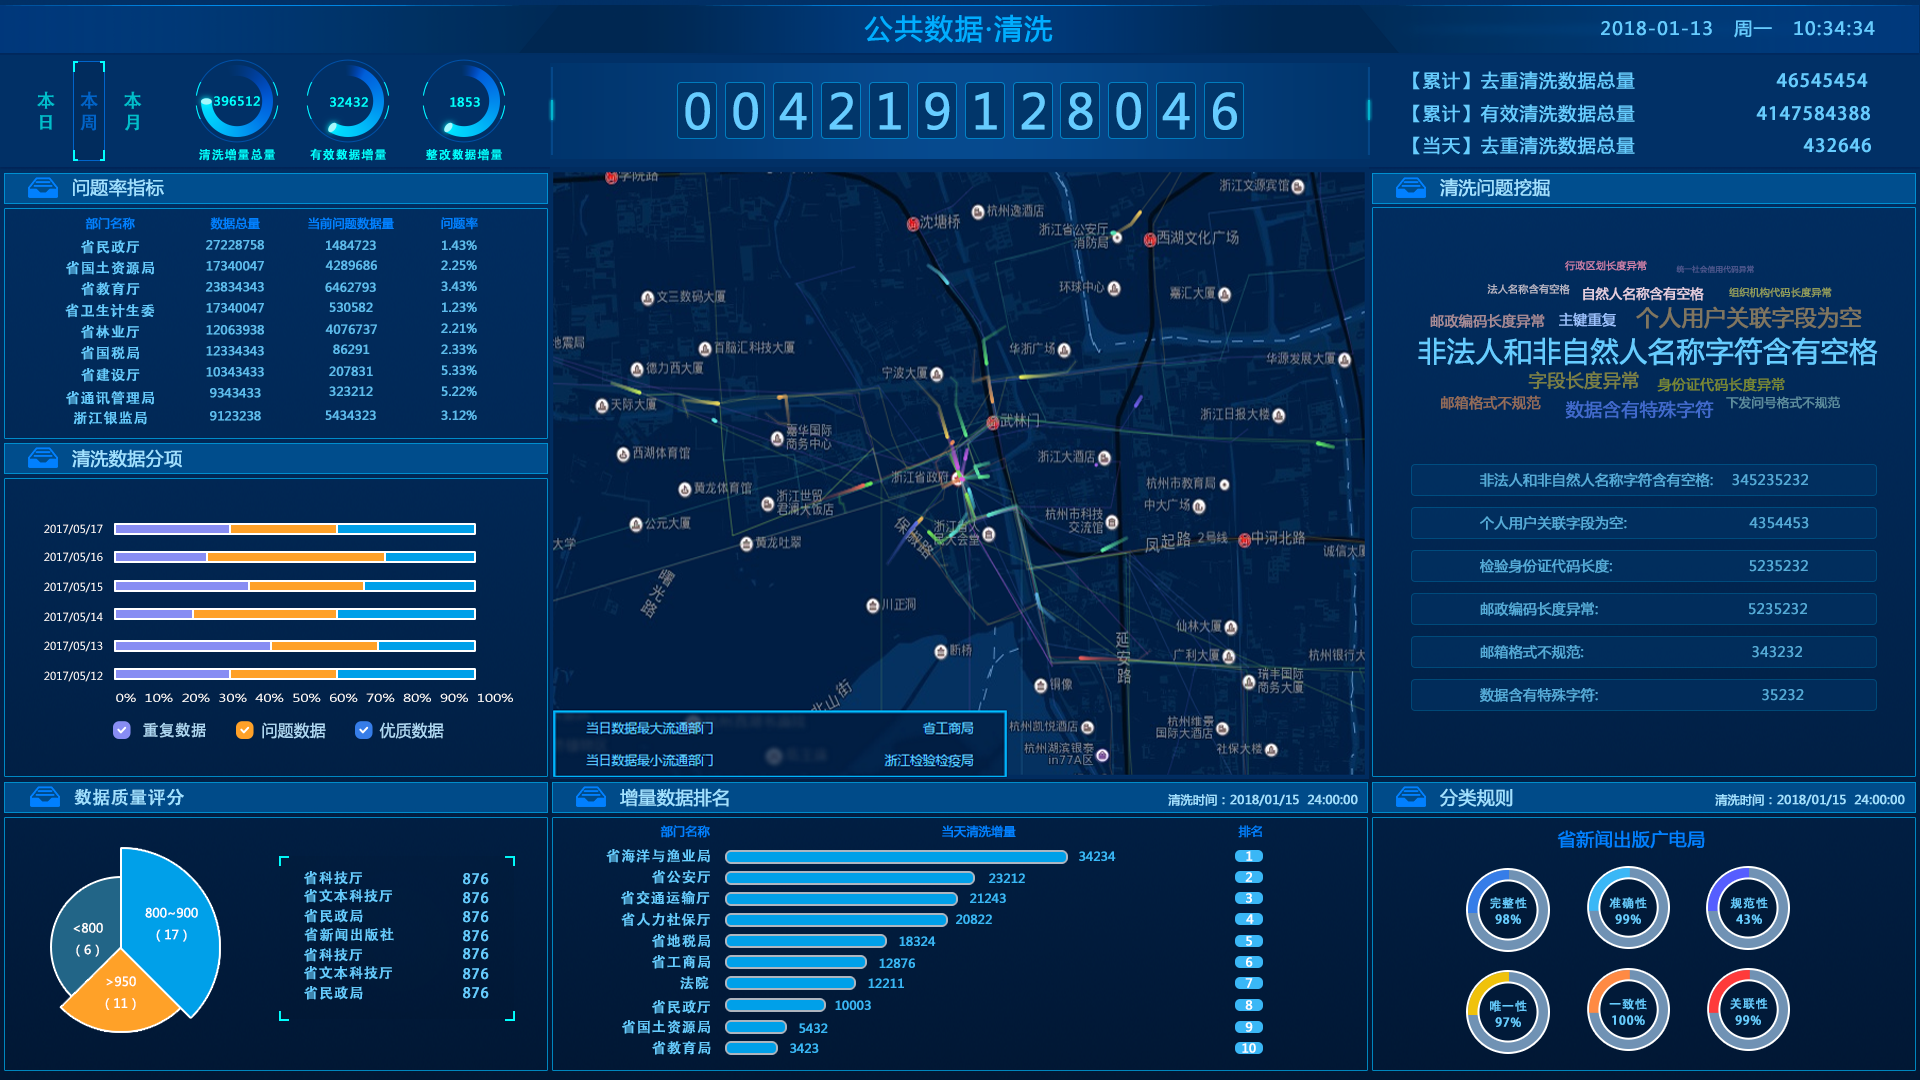 公共数据·清洗
2018-01-13 周一 10:34:34
本日
本周
本月
396512
32432
1853
清洗增量总量
有效数据增量
整改数据增量
004219128046
【累计】去重清洗数据总量 46545454
【累计】有效清洗数据总量 4147584388
【当天】去重清洗数据总量 432646
问题率指标
部门名称 数据总量 当前问题数据量 问题率
省民政厅 27228758 1484723 1.43%
省国土资源局 17340047 4289686 2.25%
省教育厅 23834343 6462793 3.43%
省卫生计生委 17340047 530582 1.23%
省林业厅 12063938 4076737 2.21%
省国税局 12334343 86291 2.33%
省建设厅 10343433 207831 5.33%
省通讯管理局 9343433 323212 5.22%
浙江银监局 9123238 5434323 3.12%
清洗数据分项
2017/05/17
2017/05/16
2017/05/15
2017/05/14
2017/05/13
2017/05/12
0% 10% 20% 30% 40% 50% 60% 70% 80% 90% 100%
重复数据 问题数据 优质数据
学院路
沈塘桥
杭州逸酒店
浙江文源宾馆
浙江省公安厅
消防局
西湖文化广场
文三数码大厦
环球中心
嘉汇大厦
地震局
百脑汇科技大厦
华浙广场
华源发展大厦
德力西大厦
宁波大厦
天际大厦
武林门
浙江日报大楼
嘉华国际
商务中心
西湖体育馆
浙江大酒店
浙江省政府
黄龙体育馆
浙江世贸
君澜大饭店
杭州市教育局
中大广场
公元大厦
杭州市科技
交流馆
浙江省人
民大会堂
保俶路
大学
黄龙吐翠
凤起路
2号线
中河北路
诚信大厦
曙光路
川正洞
仙林大厦
延安路
断桥
广利大厦
杭州银行大
铜像
瑞丰国际
商务大厦
北山街
杭州凯悦酒店
杭州维景
国际大酒店
杭州湖滨银泰
in77A区
社保大楼
当日数据最大流通部门 省工商局
当日数据最小流通部门 浙江检验检疫局
清洗问题挖掘
行政区划长度异常
统一社会信用代码异常
法人名称含有空格
自然人名称含有空格
组织机构代码长度异常
邮政编码长度异常
主键重复
个人用户关联字段为空
非法人和非自然人名称字符含有空格
字段长度异常
身份证代码长度异常
邮箱格式不规范
数据含有特殊字符
下发问号格式不规范
非法人和非自然人名称字符含有空格: 345235232
个人用户关联字段为空: 4354453
检验身份证代码长度: 5235232
邮政编码长度异常: 5235232
邮箱格式不规范: 343232
数据含有特殊字符: 35232
数据质量评分
800~900
( 17 )
<800
( 6 )
>950
( 11 )
省科技厅 876
省文本科技厅 876
省民政局 876
省新闻出版社 876
省科技厅 876
省文本科技厅 876
省民政局 876
增量数据排名
清洗时间：2018/01/15 24:00:00
部门名称 当天清洗增量 排名
省海洋与渔业局 34234 1
省公安厅 23212 2
省交通运输厅 21243 3
省人力社保厅 20822 4
省地税局 18324 5
省工商局 12876 6
法院 12211 7
省民政厅 10003 8
省国土资源局 5432 9
省教育局 3423 10
分类规则
清洗时间：2018/01/15 24:00:00
省新闻出版广电局
完整性
98%
准确性
99%
规范性
43%
唯一性
97%
一致性
100%
关联性
99%